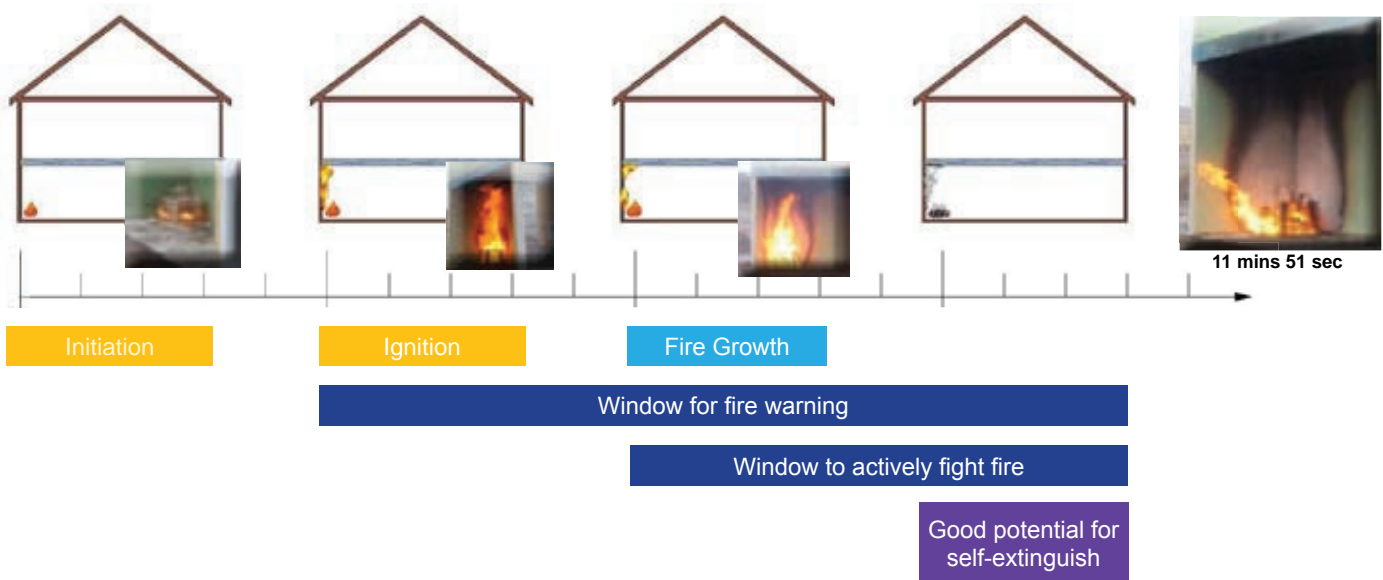 11 mins 51 sec
Initiation
Ignition
Fire Growth
Window for fire warning
Window to actively fight fire
Good potential for
self-extinguish